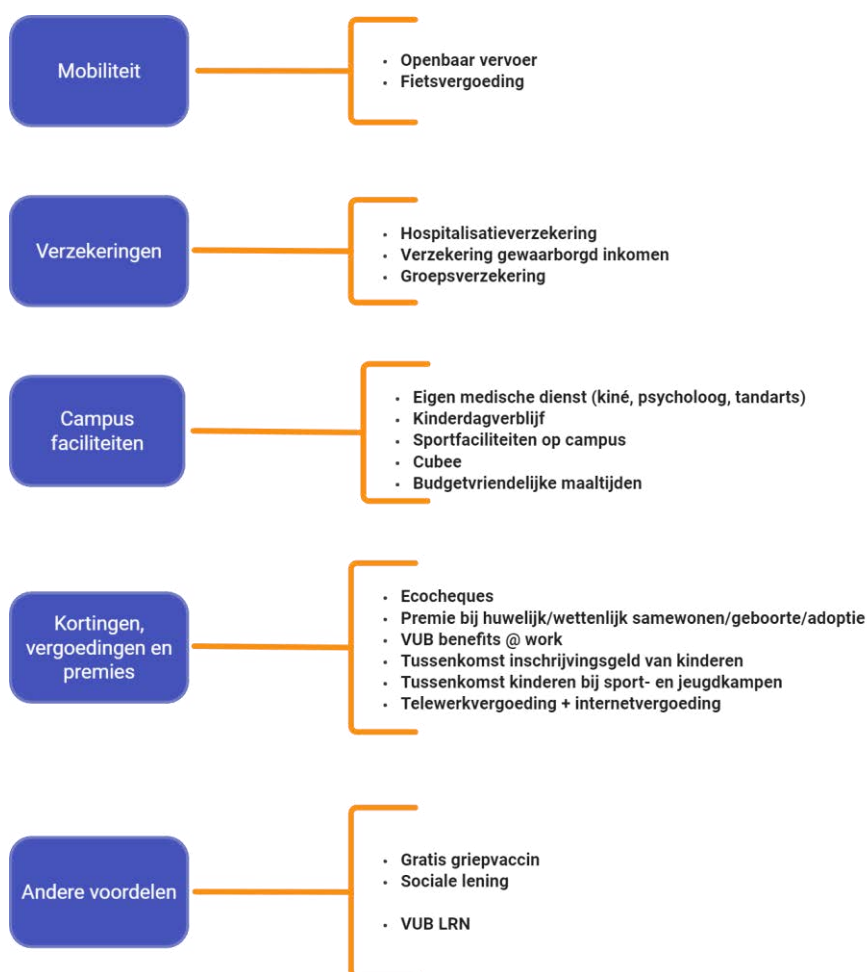 Mobiliteit
Openbaar vervoer
Fietsvergoeding
Verzekeringen
Hospitalisatieverzekering
Verzekering gewaarborgd inkomen
Groepsverzekering
Campus
faciliteiten
Eigen medische dienst (kiné, psycholoog, tandarts)
Kinderdagverblijf
Sportfaciliteiten op campus
Cubee
Budgetvriendelijke maaltijden
Kortingen,
vergoedingen en
premies
Ecocheques
Premie bij huwelijk/wettenlijk samewonen/geboorte/adoptie
VUB benefits @ work
Tussenkomst inschrijvingsgeld van kinderen
Tussenkomst kinderen bij sport- en jeugdkampen
Telewerkvergoeding + internetvergoeding
Andere voordelen
Gratis griepvaccin
Sociale lening
VUB LRN